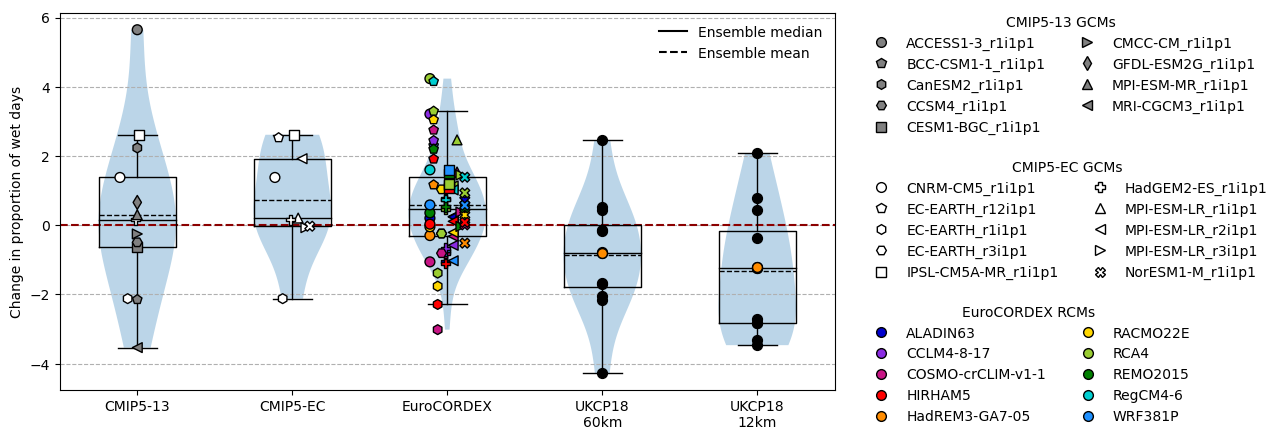 6
4
2
0
−2
−4
Change in proportion of wet days
Ensemble median
Ensemble mean
CMIP5-13
CMIP5-EC
EuroCORDEX
UKCP18
60km
UKCP18
12km
CMIP5-13 GCMs
ACCESS1-3_r1i1p1
BCC-CSM1-1_r1i1p1
CanESM2_r1i1p1
CCSM4_r1i1p1
CESM1-BGC_r1i1p1
CMCC-CM_r1i1p1
GFDL-ESM2G_r1i1p1
MPI-ESM-MR_r1i1p1
MRI-CGCM3_r1i1p1
CMIP5-EC GCMs
CNRM-CM5_r1i1p1
EC-EARTH_r12i1p1
EC-EARTH_r1i1p1
EC-EARTH_r3i1p1
IPSL-CM5A-MR_r1i1p1
HadGEM2-ES_r1i1p1
MPI-ESM-LR_r1i1p1
MPI-ESM-LR_r2i1p1
MPI-ESM-LR_r3i1p1
NorESM1-M_r1i1p1
EuroCORDEX RCMs
ALADIN63
CCLM4-8-17
COSMO-crCLIM-v1-1
HIRHAM5
HadREM3-GA7-05
RACMO22E
RCA4
REMO2015
RegCM4-6
WRF381P